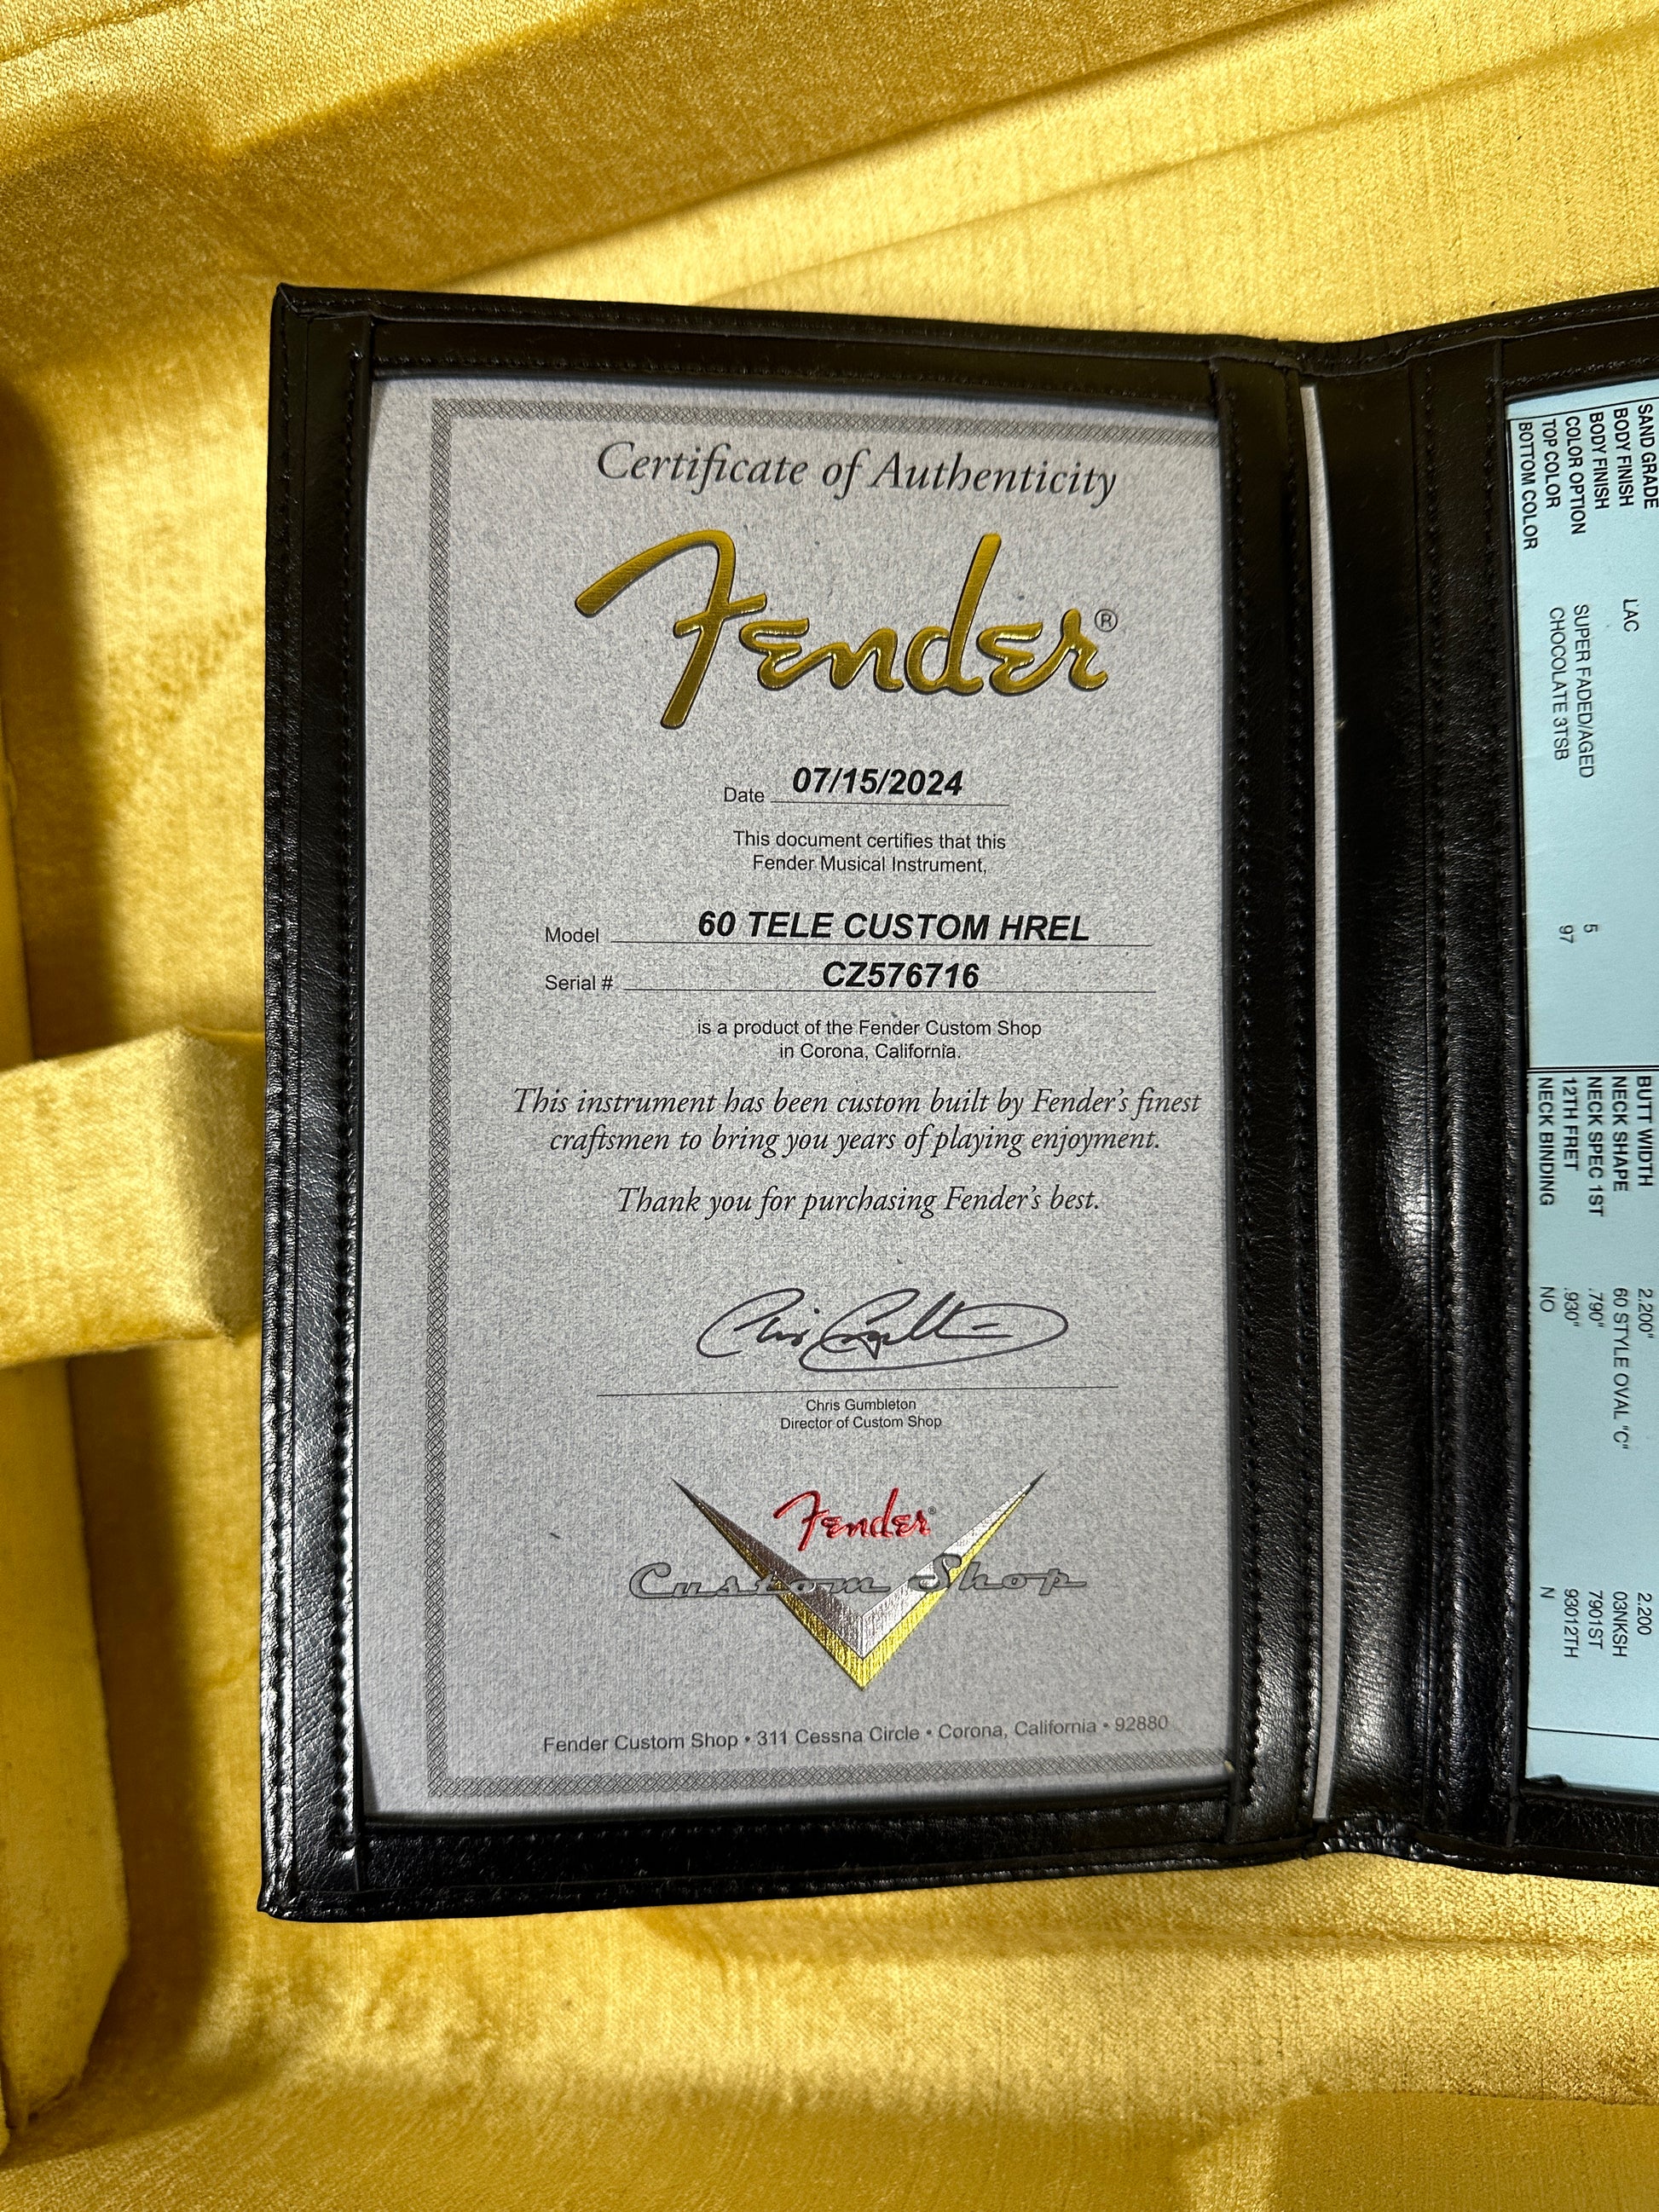 Certificate of Authenticity
Fender®
Date 07/15/2024
This document certifies that this
Fender Musical Instrument,
Model 60 TELE CUSTOM HREL
Serial # CZ576716
is a product of the Fender Custom Shop
in Corona, California.
This instrument has been custom built by Fender's finest
craftsmen to bring you years of playing enjoyment.
Thank you for purchasing Fender's best.
Chris Gumbleton
Director of Custom Shop
Fender®
Custom Shop
Fender Custom Shop • 311 Cessna Circle • Corona, California • 92880
SAND GRADE
BODY FINISH LAC
BODY FINISH
COLOR OPTION SUPER FADED/AGED 5
TOP COLOR CHOCOLATE 3TSB 97
BOTTOM COLOR
BUTT WIDTH 2.200" 2.200
NECK SHAPE 60 STYLE OVAL "C" 03NKSH
NECK SPEC 1ST .790" 7901ST
12TH FRET .930" 93012TH
NECK BINDING NO N